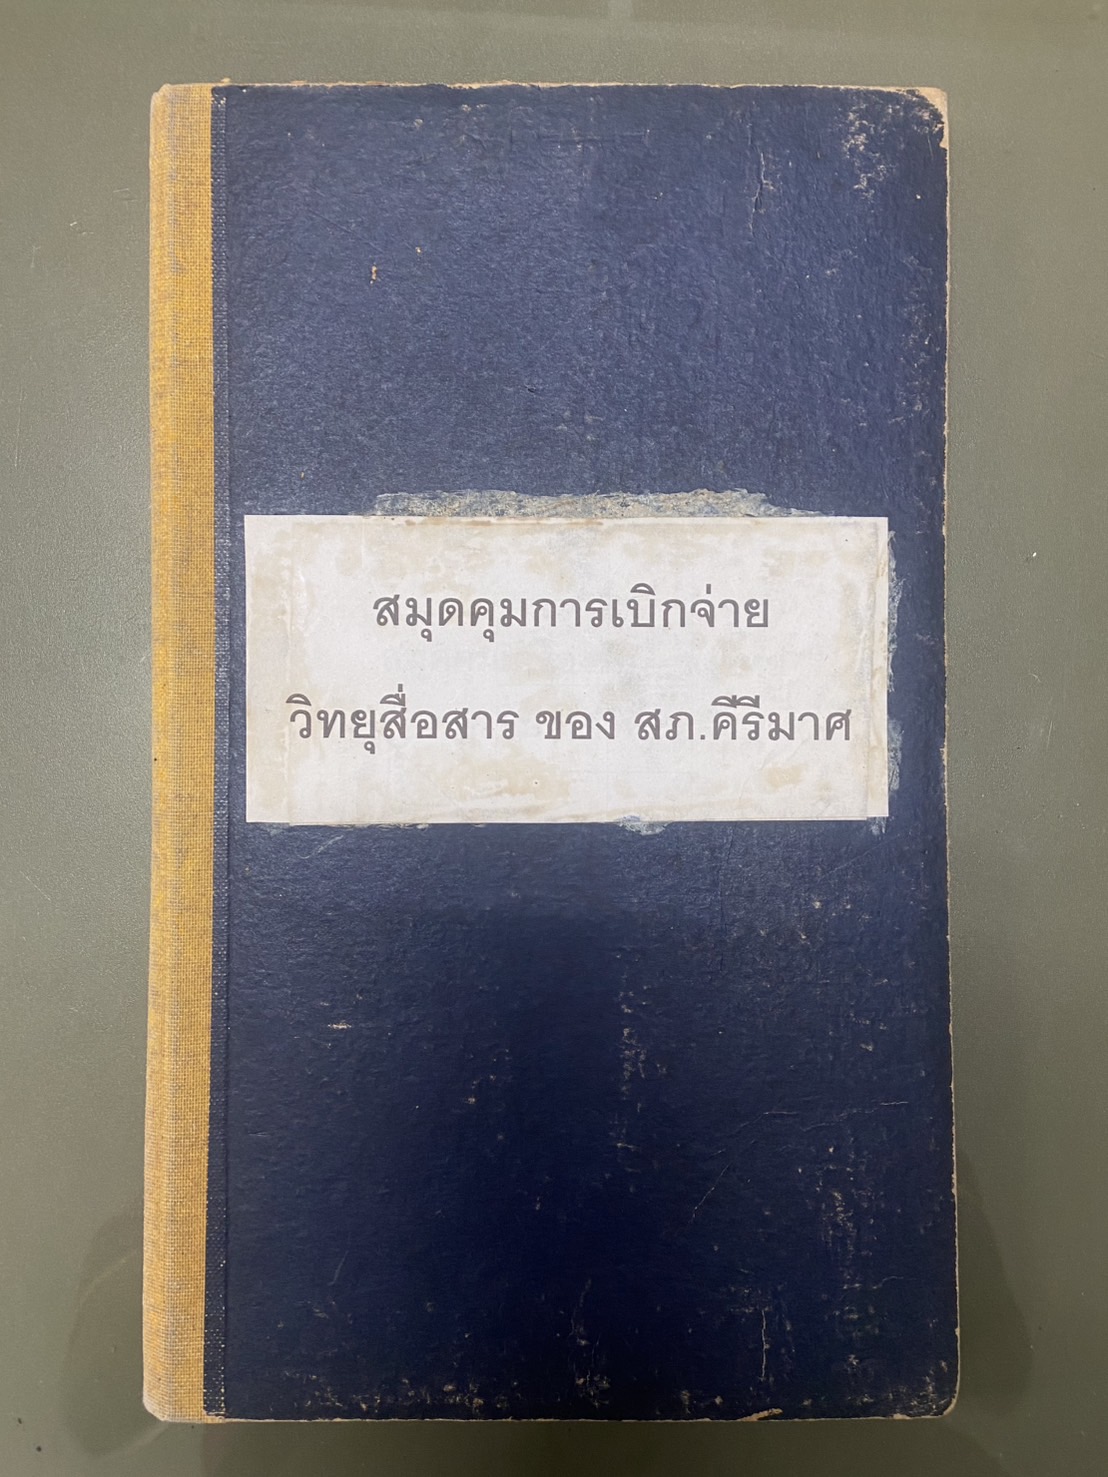 สมุดคุมการเบิกจ่าย
วิทยุสื่อสาร ของ สภ.คีรีมาศ